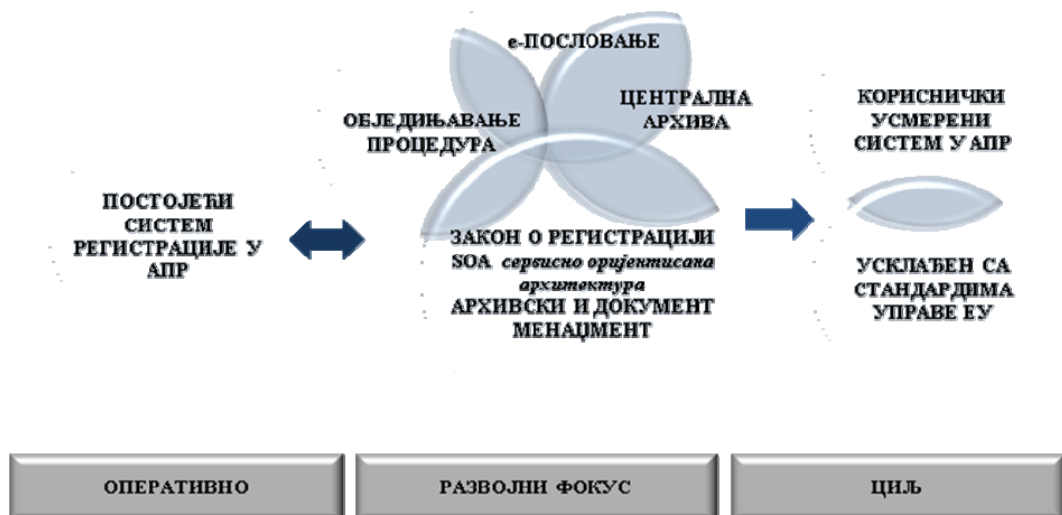 ПОСТОЈЕЋИ
СИСТЕМ
РЕГИСТРАЦИЈЕ У
АПР
е-ПОСЛОВАЊЕ
ОБЈЕДИЊАВАЊЕ
ПРОЦЕДУРА
ЦЕНТРАЛНА
АРХИВА
ЗАКОН О РЕГИСТРАЦИЈИ
SOA сервисно оријентисана
архитектура
АРХИВСКИ И ДОКУМЕНТ
МЕНАЏМЕНТ
КОРИСНИЧКИ
УСМЕРЕНИ
СИСТЕМ У АПР
УСКЛАЂЕН СА
СТАНДАРДИМА
УПРАВЕ ЕУ
ОПЕРАТИВНО
РАЗВОЈНИ ФОКУС
ЦИЉ